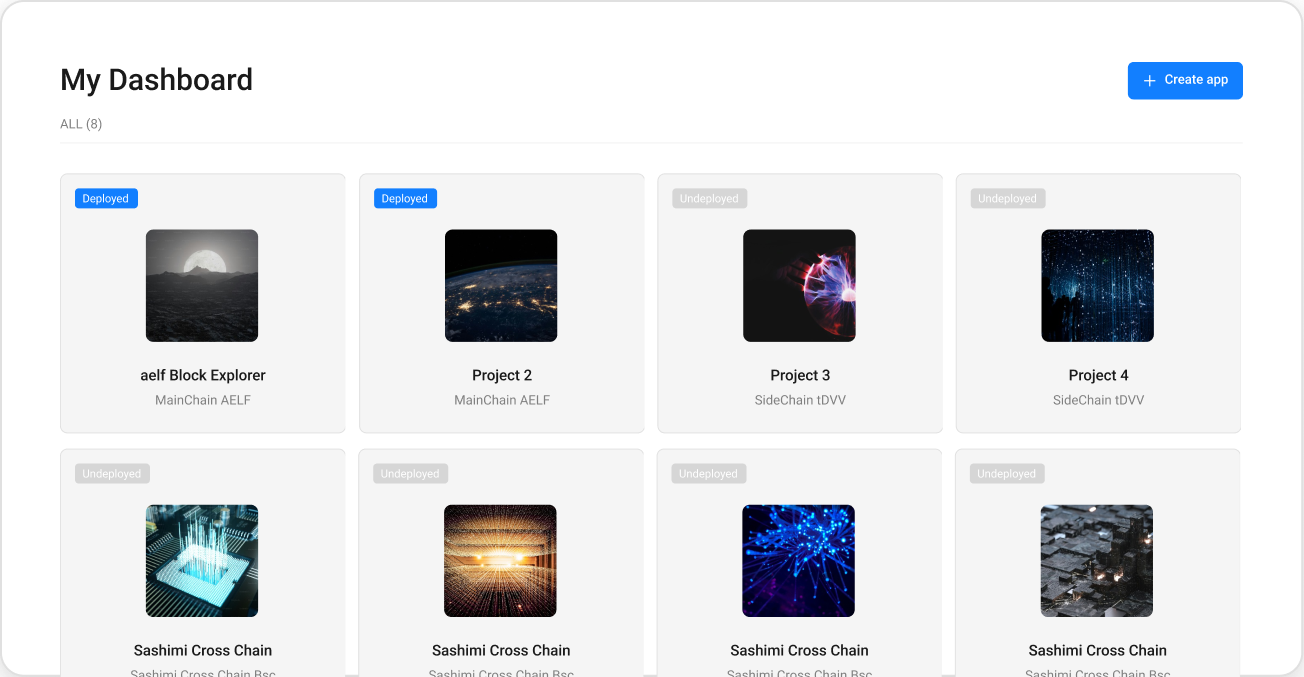 My Dashboard
+ Create app
ALL (8)
Deployed
Deployed
Undeployed
Undeployed
aelf Block Explorer
Project 2
Project 3
Project 4
MainChain AELF
MainChain AELF
SideChain tDVV
SideChain tDVV
Undeployed
Undeployed
Undeployed
Undeployed
Sashimi Cross Chain
Sashimi Cross Chain
Sashimi Cross Chain
Sashimi Cross Chain
Sashimi Cross Chain Bsc
Sashimi Cross Chain Bsc
Sashimi Cross Chain Bsc
Sashimi Cross Chain Bsc